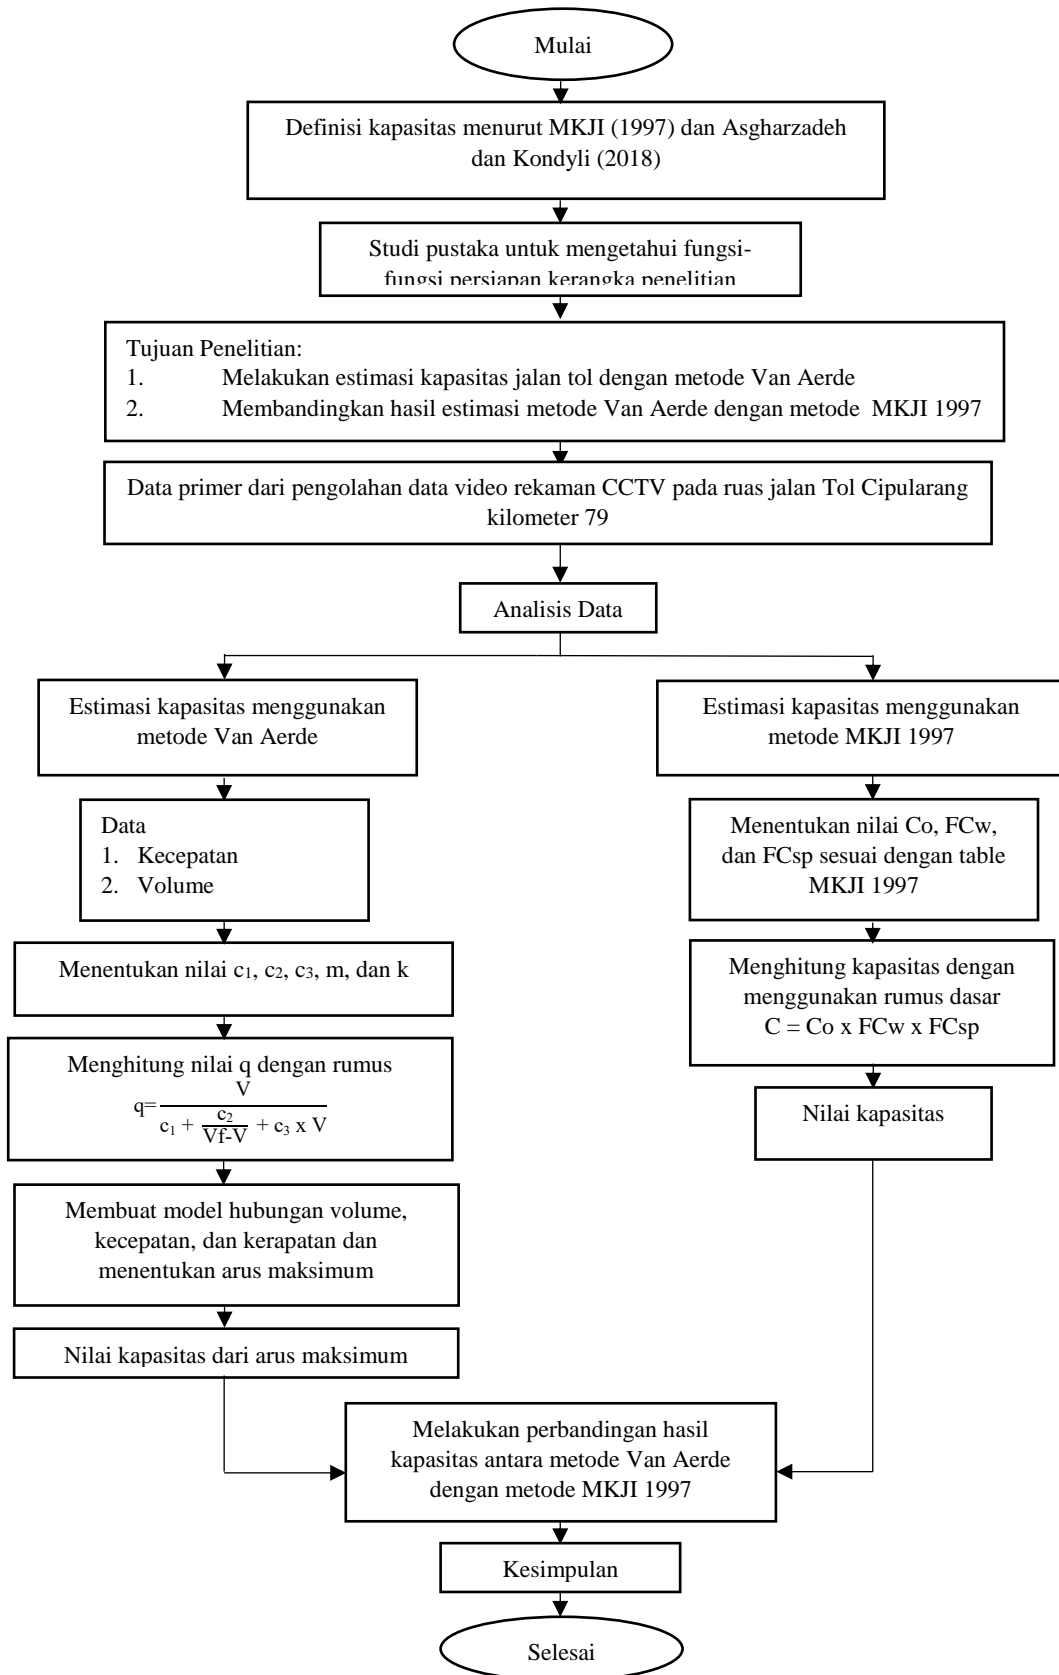 Mulai
Definisi kapasitas menurut MKJI (1997) dan Asgharzadeh
dan Kondyli (2018)
Studi pustaka untuk mengetahui fungsi-
fungsi persiapan kerangka penelitian
Tujuan Penelitian:
1. Melakukan estimasi kapasitas jalan tol dengan metode Van Aerde
2. Membandingkan hasil estimasi metode Van Aerde dengan metode MKJI 1997
Data primer dari pengolahan data video rekaman CCTV pada ruas jalan Tol Cipularang
kilometer 79
Analisis Data
Estimasi kapasitas menggunakan
metode Van Aerde
Data
1. Kecepatan
2. Volume
Menentukan nilai c₁, c₂, c₃, m, dan k
Menghitung nilai q dengan rumus
V
q=
c₁ + c₂ / Vf-V + c₃ x V
Membuat model hubungan volume,
kecepatan, dan kerapatan dan
menentukan arus maksimum
Nilai kapasitas dari arus maksimum
Estimasi kapasitas menggunakan
metode MKJI 1997
Menentukan nilai Co, FCw,
dan FCsp sesuai dengan table
MKJI 1997
Menghitung kapasitas dengan
menggunakan rumus dasar
C = Co x FCw x FCsp
Nilai kapasitas
Melakukan perbandingan hasil
kapasitas antara metode Van Aerde
dengan metode MKJI 1997
Kesimpulan
Selesai